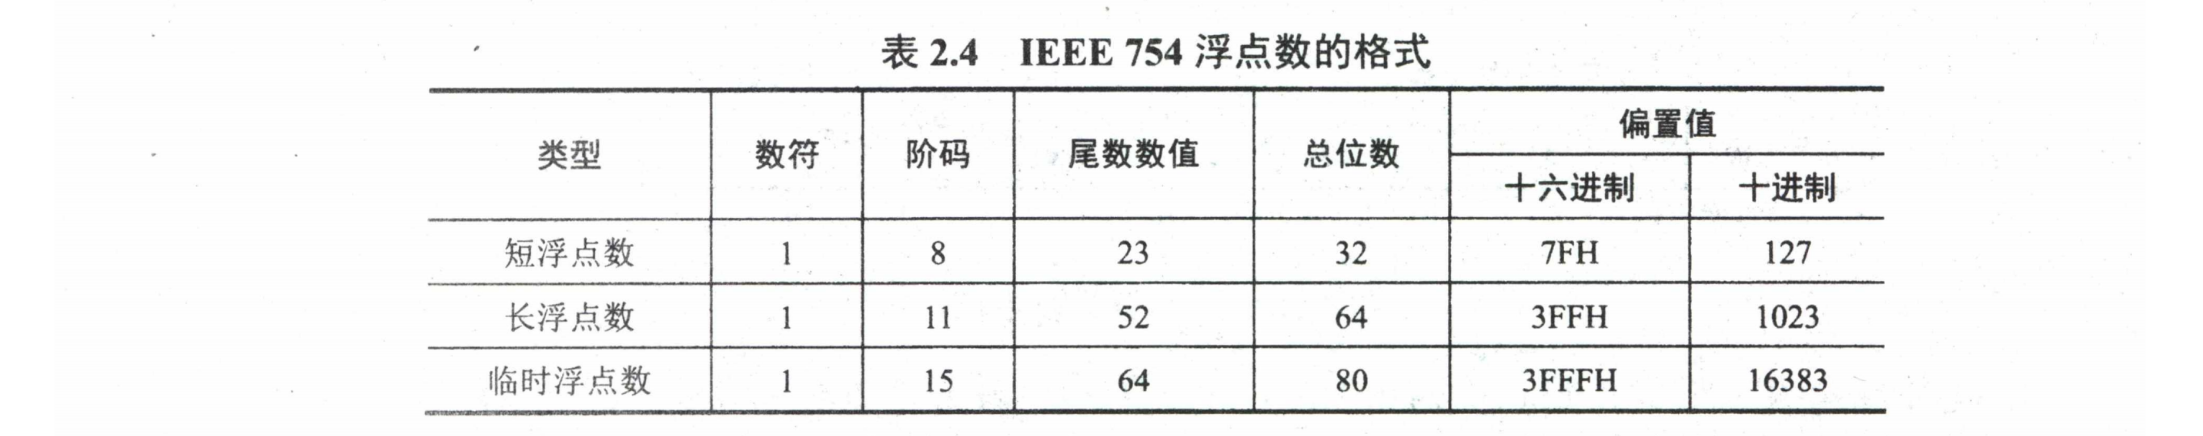 表 2.4 IEEE 754 浮点数的格式
类型 数符 阶码 尾数数值 总位数 偏置值
十六进制 十进制
短浮点数 1 8 23 32 7FH 127
长浮点数 1 11 52 64 3FFH 1023
临时浮点数 1 15 64 80 3FFFH 16383